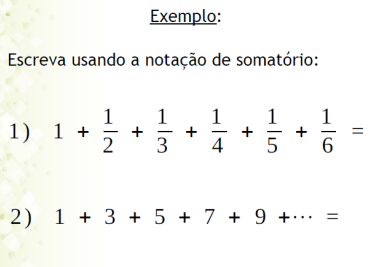 Exemplo:
Escreva usando a notação de somatório:
1) 1 + 1/2 + 1/3 + 1/4 + 1/5 + 1/6 =
2) 1 + 3 + 5 + 7 + 9 +⋯ =